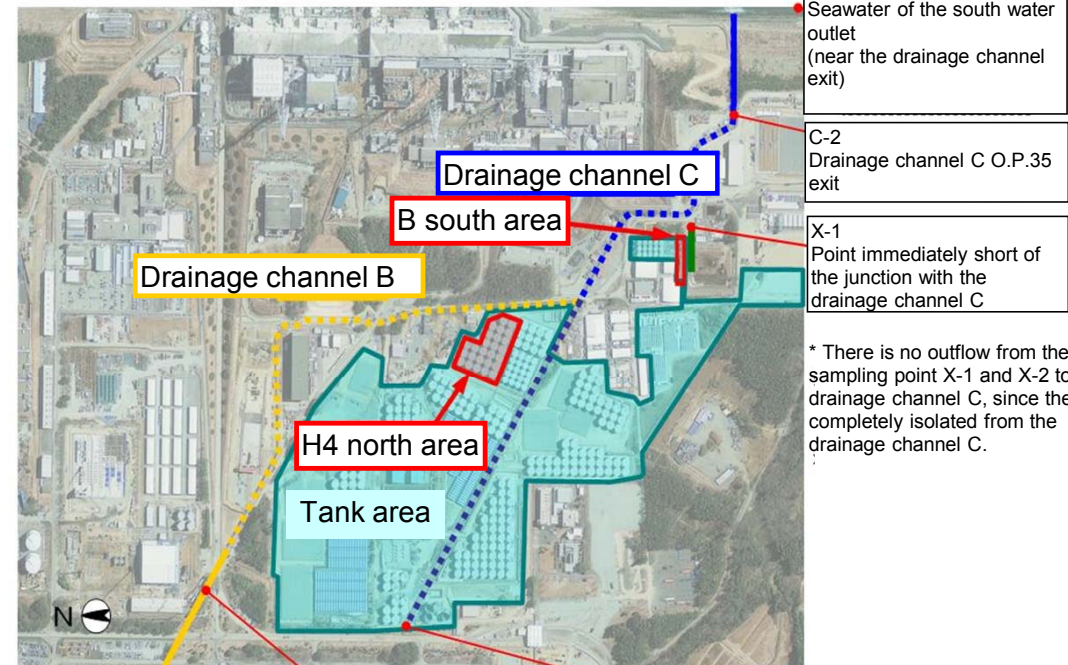 Seawater of the south water
outlet
(near the drainage channel
exit)
C-2
Drainage channel C O.P.35
exit
Drainage channel C
B south area
X-1
Point immediately short of
the junction with the
drainage channel C
Drainage channel B
* There is no outflow from the
sampling point X-1 and X-2 to
drainage channel C, since the
completely isolated from the
drainage channel C.
H4 north area
Tank area
N